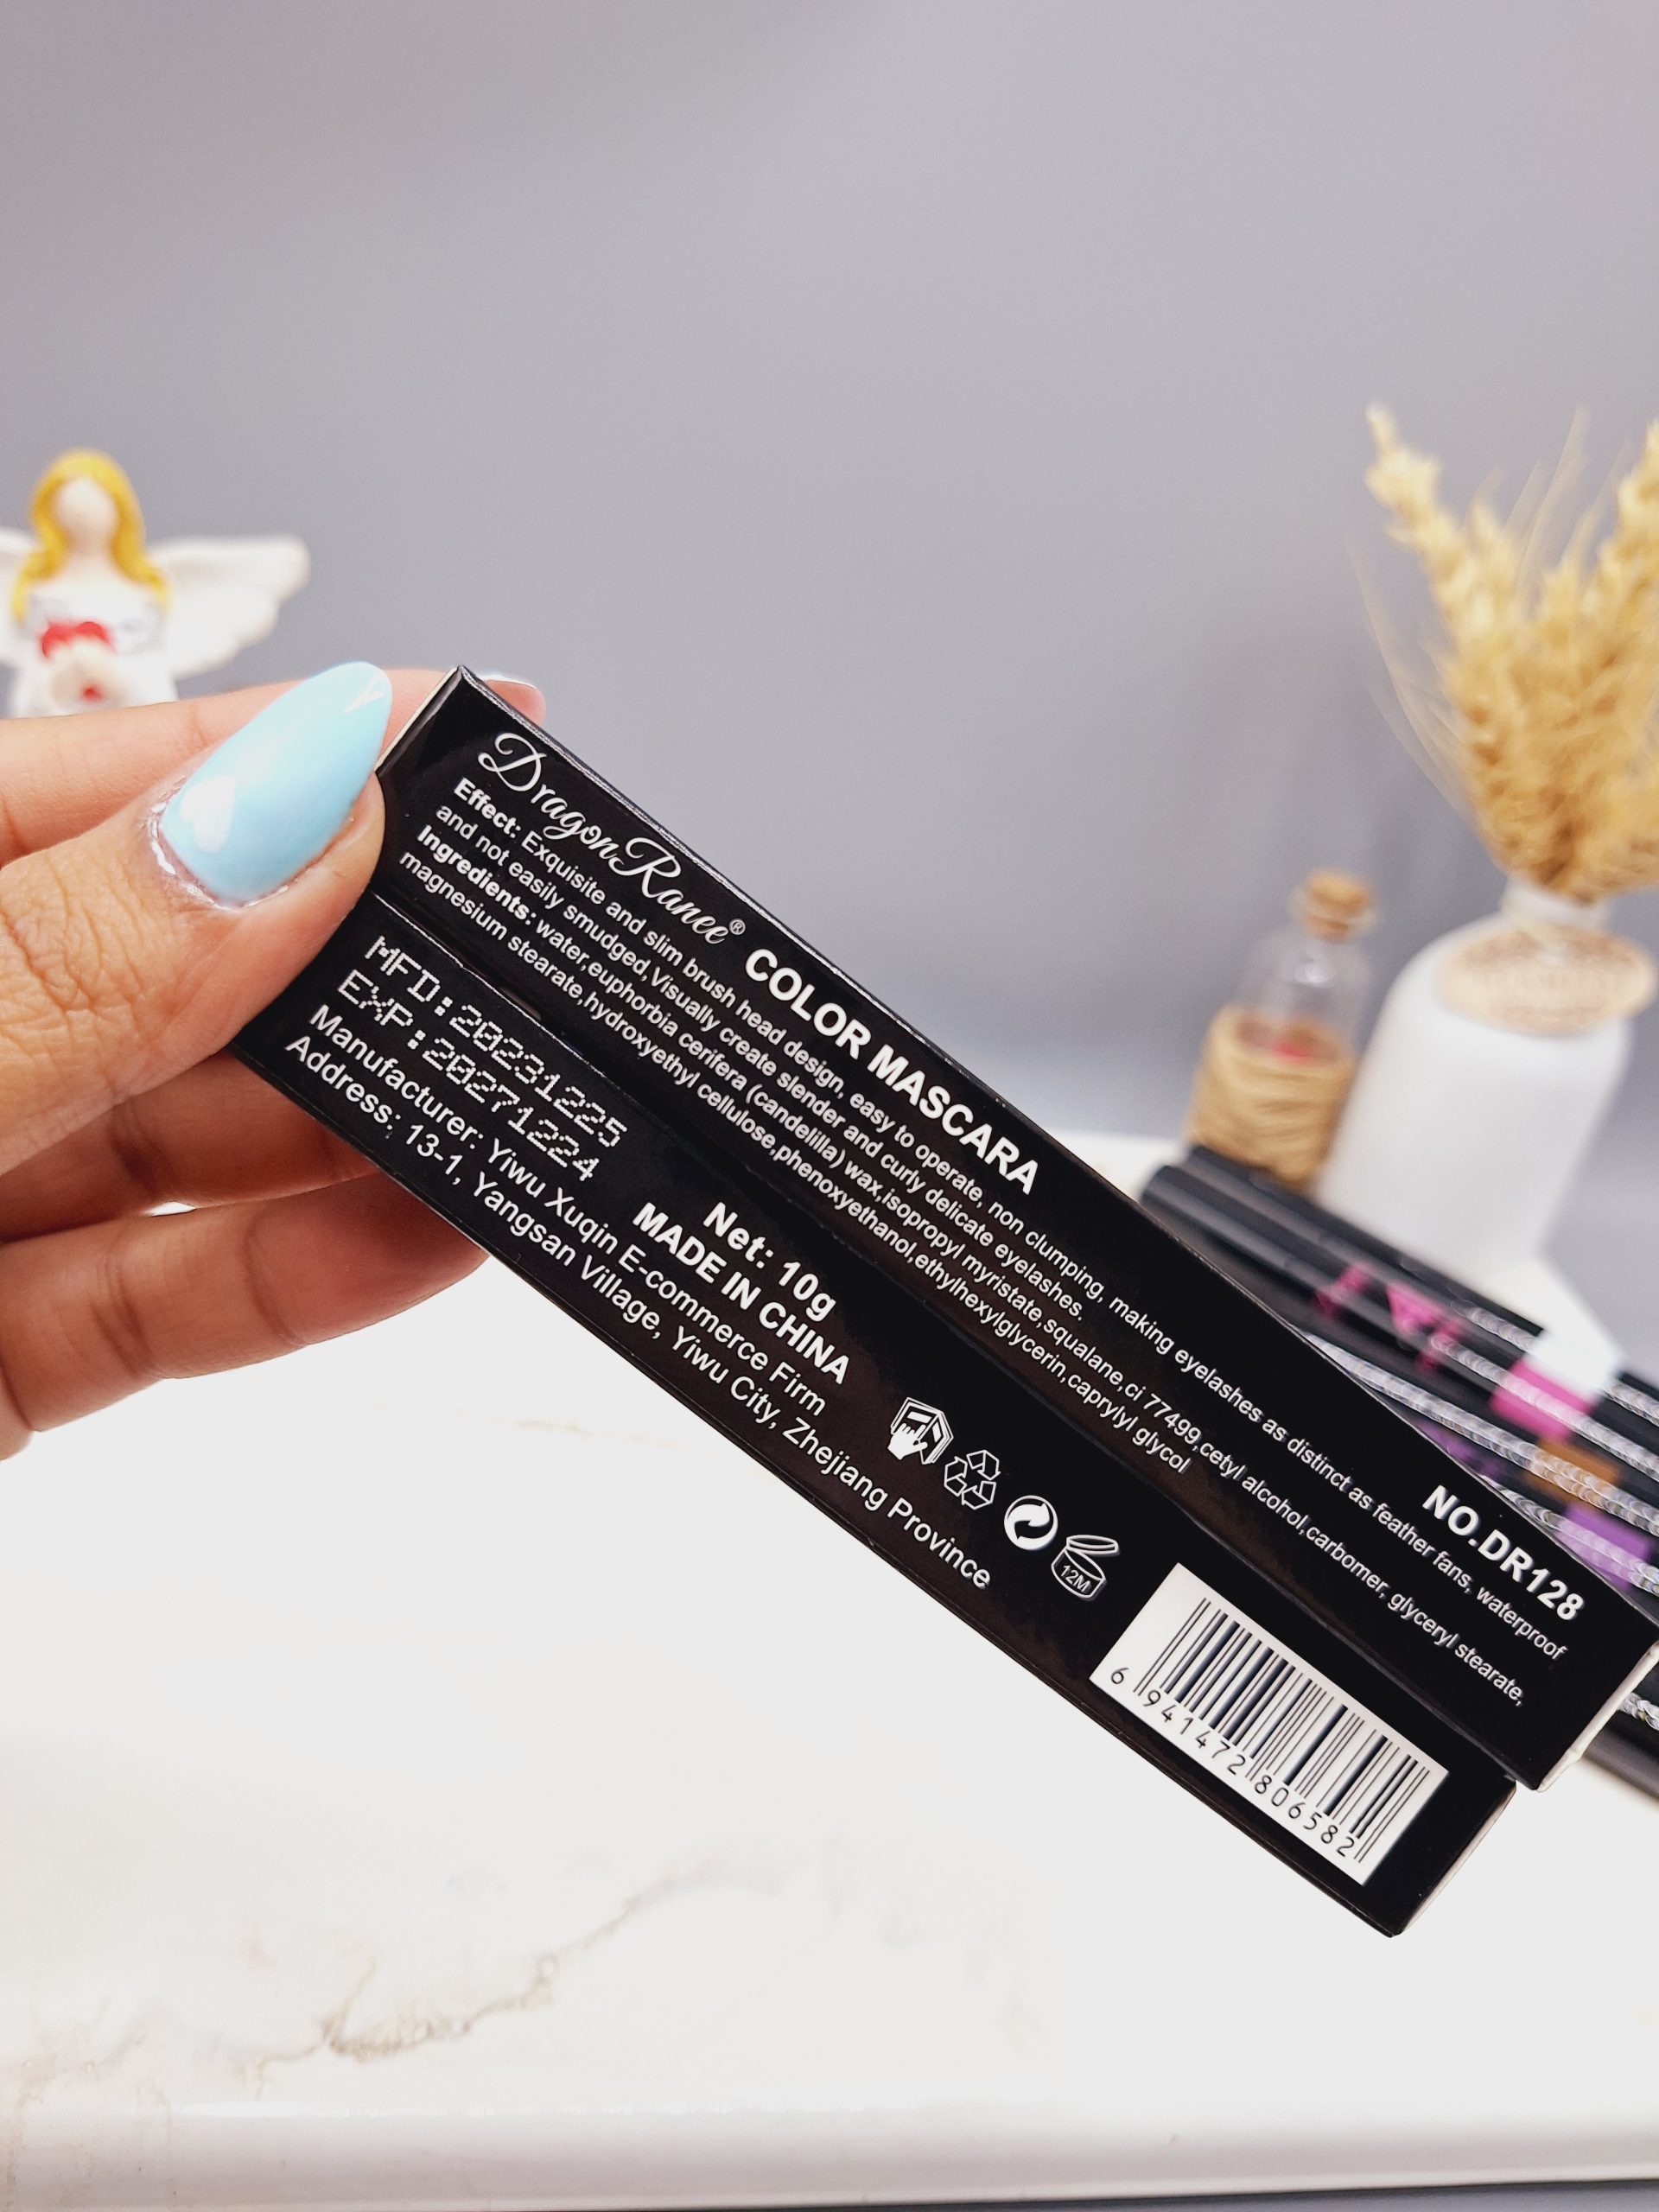 DragonRanee® COLOR MASCARA
NO.DR128
Effect: Exquisite and slim brush head design, easy to operate, non clumping, making eyelashes as distinct as feather fans, waterproof
and not easily smudged,Visually create slender and curly delicate eyelashes.
Ingredients: water,euphorbia cerifera (candelilla) wax,isopropyl myristate,squalane,ci 77499,cetyl alcohol,carbomer, glyceryl stearate,
magnesium stearate,hydroxyethyl cellulose,phenoxyethanol,ethylhexylglycerin,caprylyl glycol
MFD:20231225
EXP:20271224
Net: 10g
MADE IN CHINA
Manufacturer: Yiwu Xuqin E-commerce Firm
Address: 13-1, Yangsan Village, Yiwu City, Zhejiang Province
12M
6 941472 806582